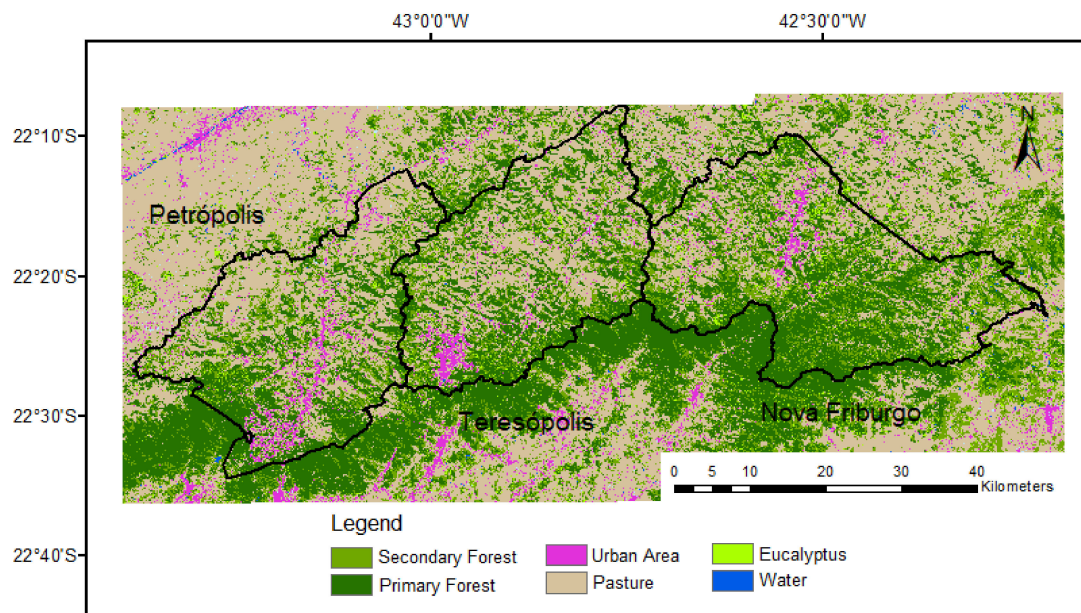 43°0'0"W 42°30'0"W
22°10'S
N
Petrópolis
22°20'S
22°30'S
Teresópolis
Nova Friburgo
0 5 10 20 30 40
Kilometers
Legend
Secondary Forest Urban Area Eucalyptus
22°40'S
Primary Forest Pasture Water